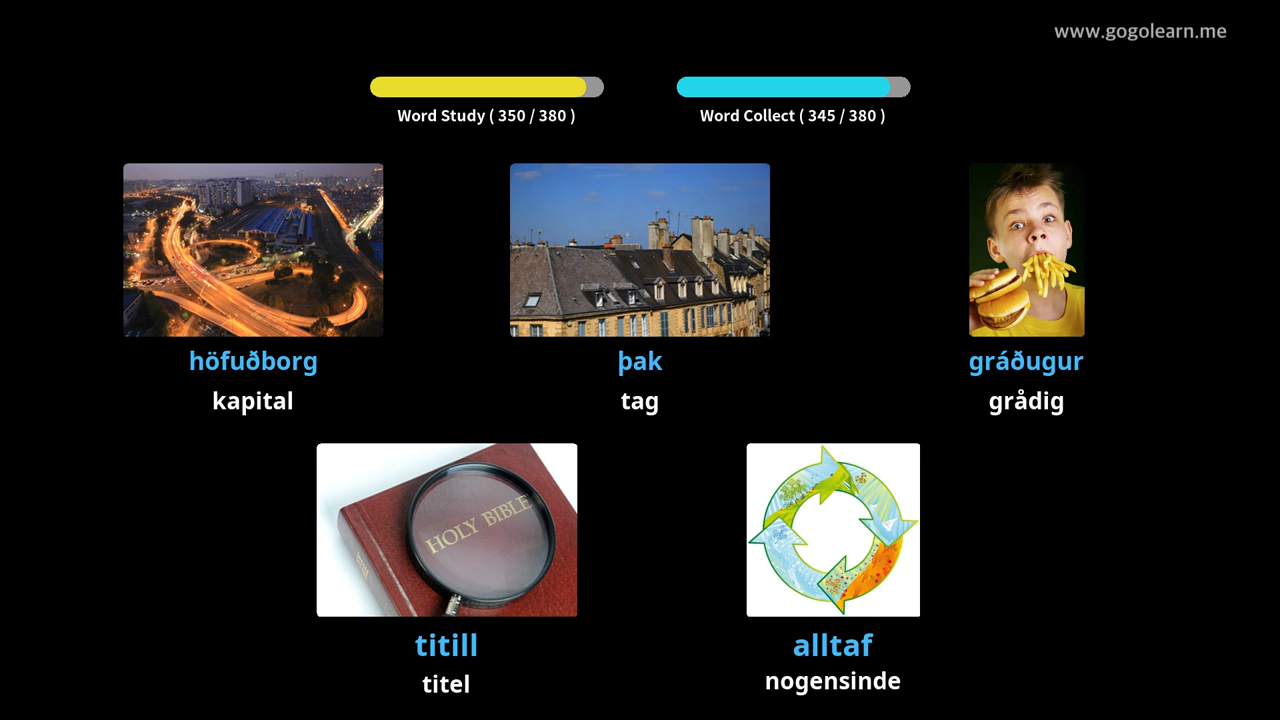 www.gogolearn.me
Word Study ( 350 / 380 )
Word Collect ( 345 / 380 )
höfuðborg
kapital
þak
tag
gráðugur
grådig
HOLY BIBLE
titill
titel
alltaf
nogensinde